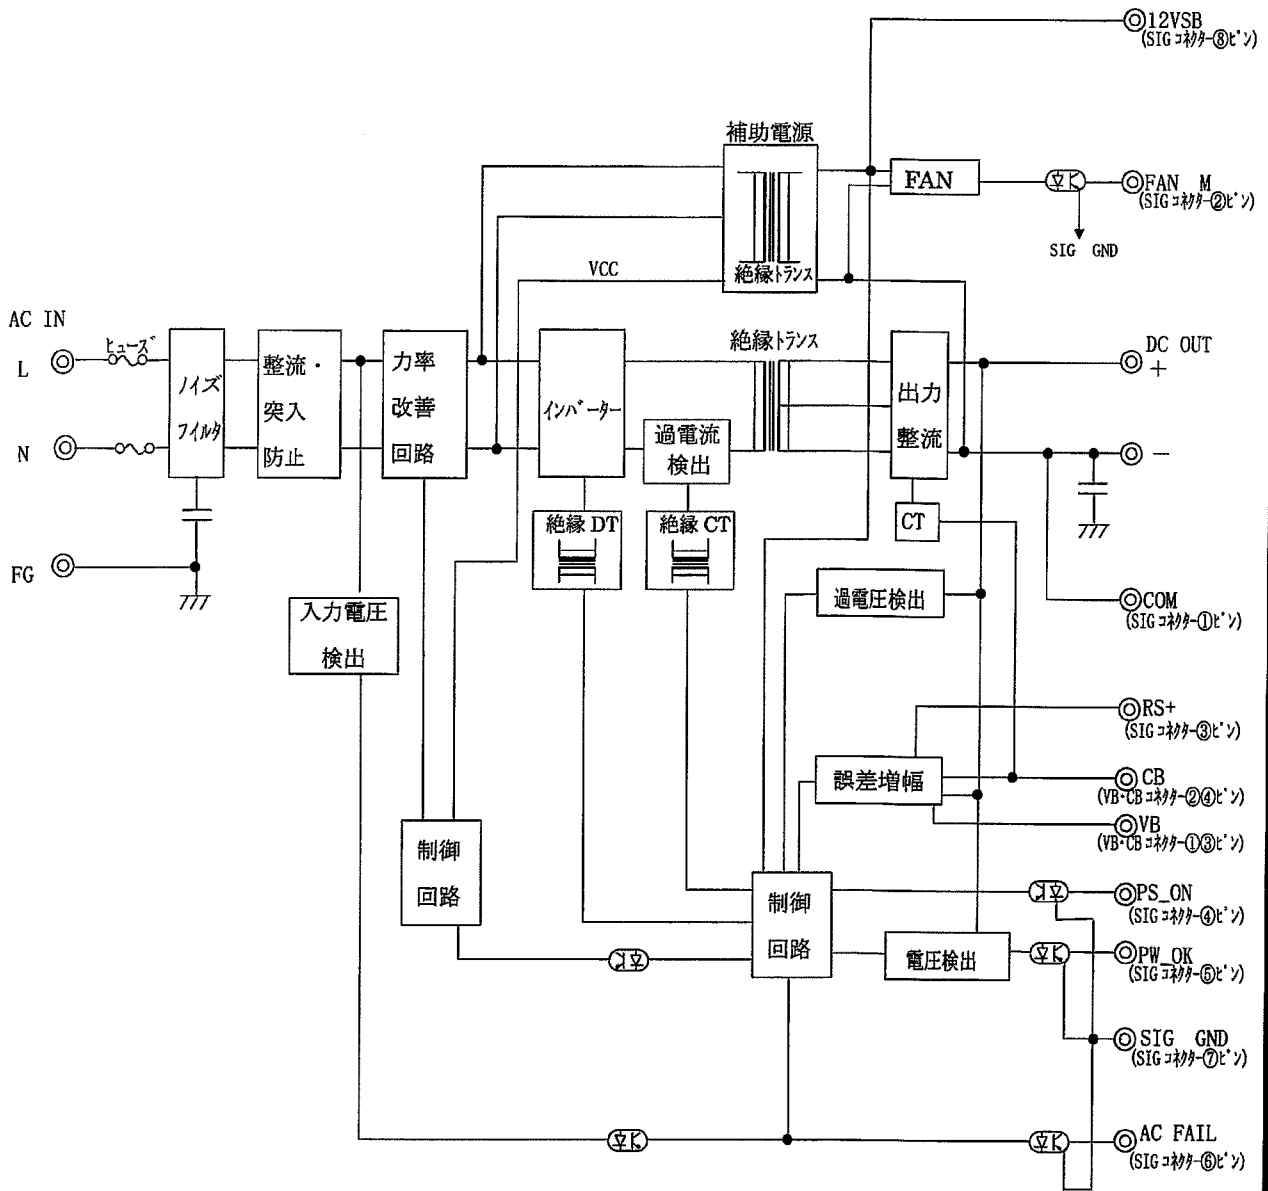 12VSB
(SIGコネクター⑧ピン)
補助電源
FAN
FAN M
(SIGコネクター②ピン)
SIG GND
絶縁トランス
VCC
AC IN
ヒューズ
L
N
FG
ノイズ
フィルタ
整流・
突入
防止
力率
改善
回路
インバーター
過電流
検出
絶縁トランス
出力
整流
DC OUT
+
-
絶縁DT
絶縁CT
CT
入力電圧
検出
過電圧検出
COM
(SIGコネクター①ピン)
RS+
(SIGコネクター③ピン)
誤差増幅
CB
(VB・CBコネクター②④ピン)
VB
(VB・CBコネクター①③ピン)
制御
回路
制御
回路
PS_ON
(SIGコネクター④ピン)
電圧検出
PW_OK
(SIGコネクター⑤ピン)
SIG GND
(SIGコネクター⑦ピン)
AC FAIL
(SIGコネクター⑥ピン)